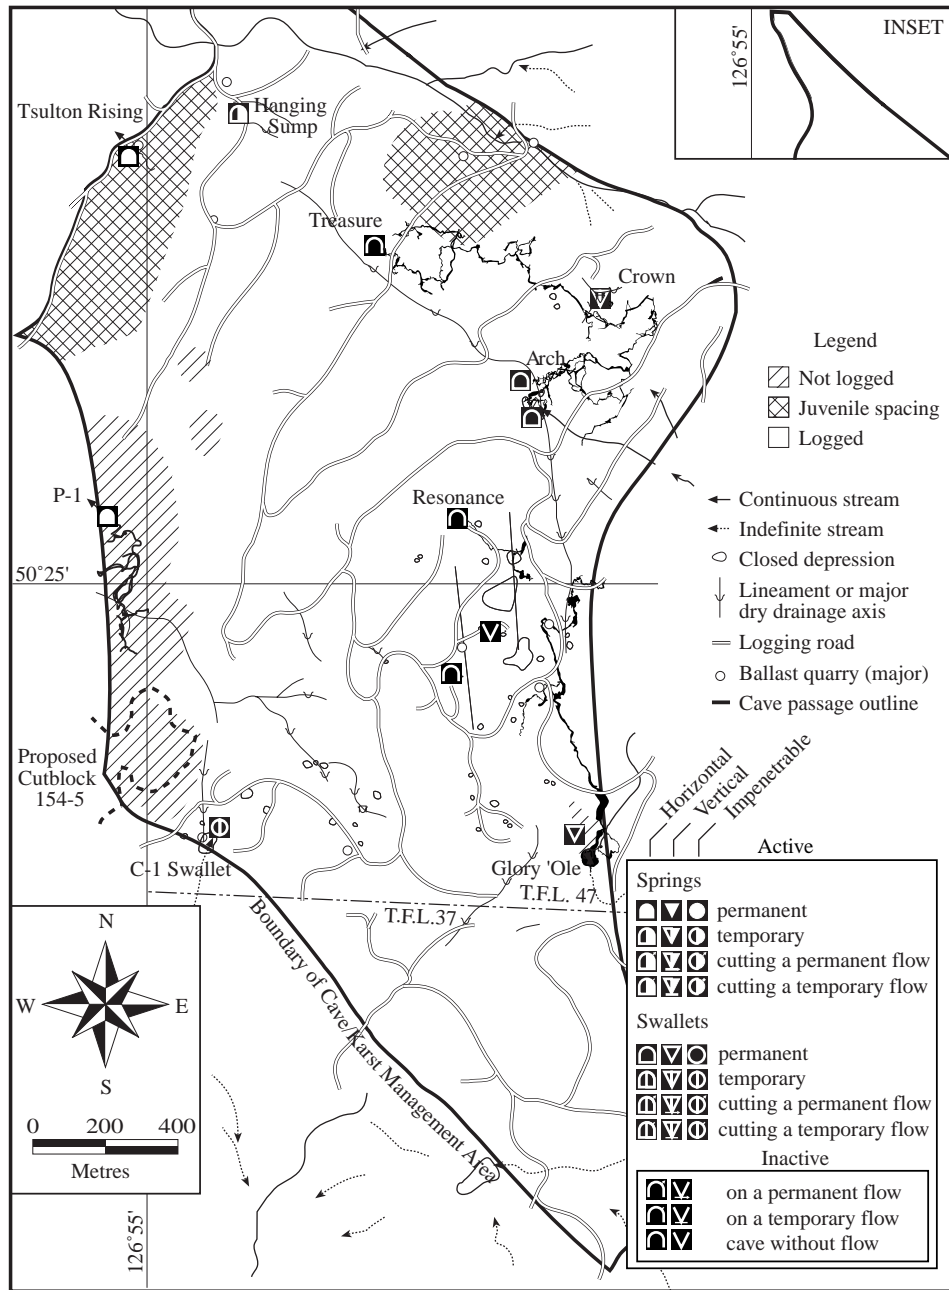 INSET
126˚55'
Tsulton Rising
Hanging
Sump
Treasure
Crown
Arch
Legend
Not logged
Juvenile spacing
Logged
P-1
Resonance
Continuous stream
Indefinite stream
Closed depression
50˚25'
Lineament or major
dry drainage axis
Logging road
Ballast quarry (major)
Cave passage outline
Proposed
Cutblock
154-5
Horizontal
Vertical
Impenetrable
C-1 Swallet
Glory 'Ole
T.F.L. 47
T.F.L.37
Boundary of Cave/Karst Management Area
Active
Springs
permanent
temporary
cutting a permanent flow
cutting a temporary flow
Swallets
permanent
temporary
cutting a permanent flow
cutting a temporary flow
Inactive
on a permanent flow
on a temporary flow
cave without flow
N
W
E
S
0 200 400
Metres
126˚55'